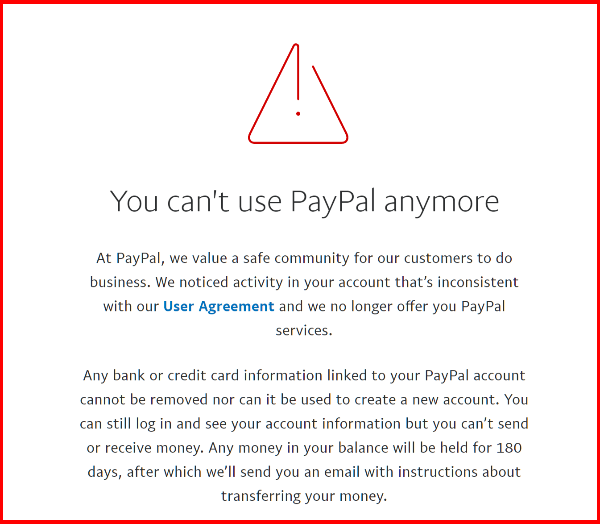 You can't use PayPal anymore
At PayPal, we value a safe community for our customers to do
business. We noticed activity in your account that’s inconsistent
with our User Agreement and we no longer offer you PayPal
services.
Any bank or credit card information linked to your PayPal account
cannot be removed nor can it be used to create a new account. You
can still log in and see your account information but you can’t send
or receive money. Any money in your balance will be held for 180
days, after which we’ll send you an email with instructions about
transferring your money.